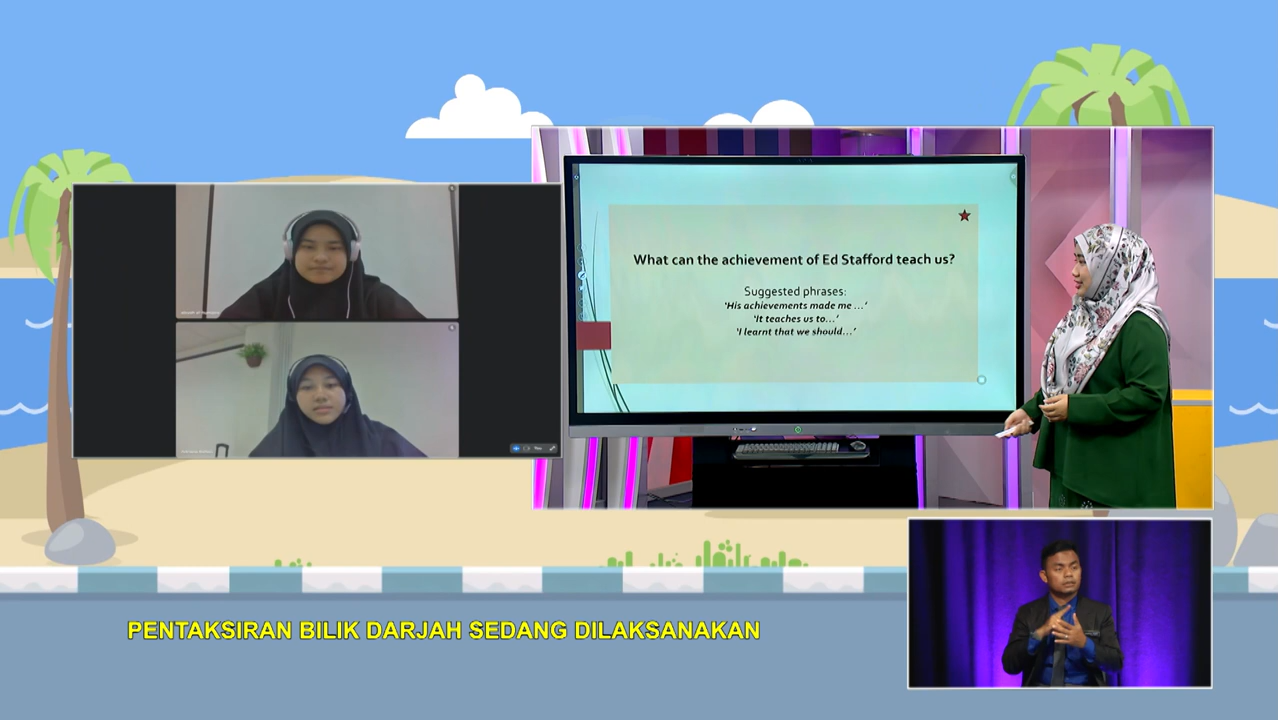 What can the achievement of Ed Stafford teach us?
Suggested phrases:
‘His achievements made me …‘
‘It teaches us to…‘
‘I learnt that we should…’
PENTAKSIRAN BILIK DARJAH SEDANG DILAKSANAKAN